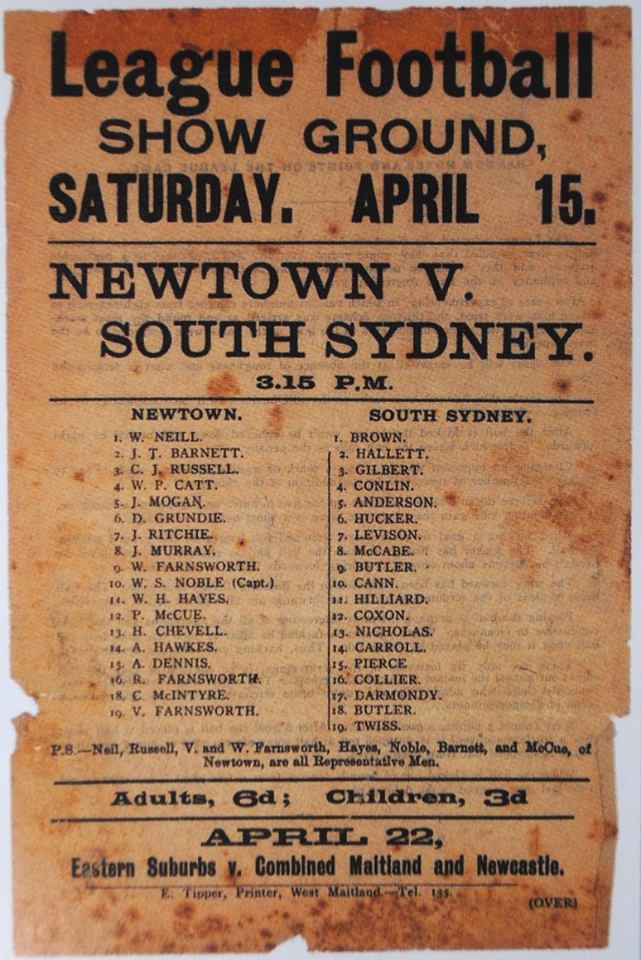 League Football
SHOW GROUND,
SATURDAY. APRIL 15.
NEWTOWN V.
SOUTH SYDNEY.
3.15 P.M.
NEWTOWN.
1. W. NEILL.
2. J. T. BARNETT.
3. C. J. RUSSELL.
4. W. P. CATT.
5. J. MOGAN.
6. D. GRUNDIE.
7. J. RITCHIE.
8. J. MURRAY.
9. W. FARNSWORTH.
10. W. S. NOBLE (Capt.)
11. W. H. HAYES.
12. P. McCUE.
13. H. CHEVELL.
14. A. HAWKES.
15. A. DENNIS.
16. R. FARNSWORTH.
18. C. McINTYRE.
19. V. FARNSWORTH.
SOUTH SYDNEY.
1. BROWN.
2. HALLETT.
3. GILBERT.
4. CONLIN.
5. ANDERSON.
6. HUCKER.
7. LEVISON.
8. McCABE.
9. BUTLER.
10. CANN.
11. HILLIARD.
12. COXON.
13. NICHOLAS.
14. CARROLL.
15. PIERCE
16. COLLIER.
17. DARMONDY.
18. BUTLER.
19. TWISS.
P.S.—Neil, Russell, V. and W. Farnsworth, Hayes, Noble, Barnett, and McCue, of
Newtown, are all Representative Men.
Adults, 6d; Children, 3d
APRIL 22,
Eastern Suburbs v. Combined Maitland and Newcastle.
E. Tipper, Printer, West Maitland.—Tel. 135.
(OVER)